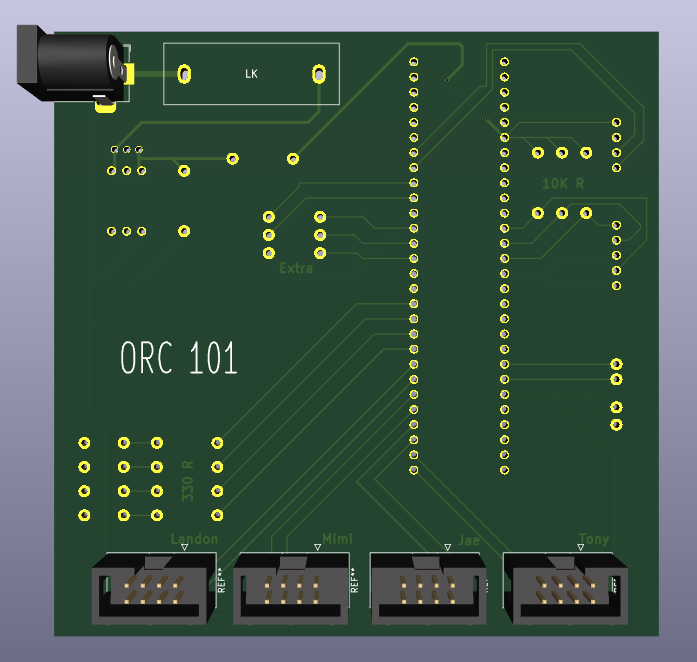 LK
10K R
Extra
ORC 101
330 R
Landon
Mimi
Jae
Tony
REF**
REF**